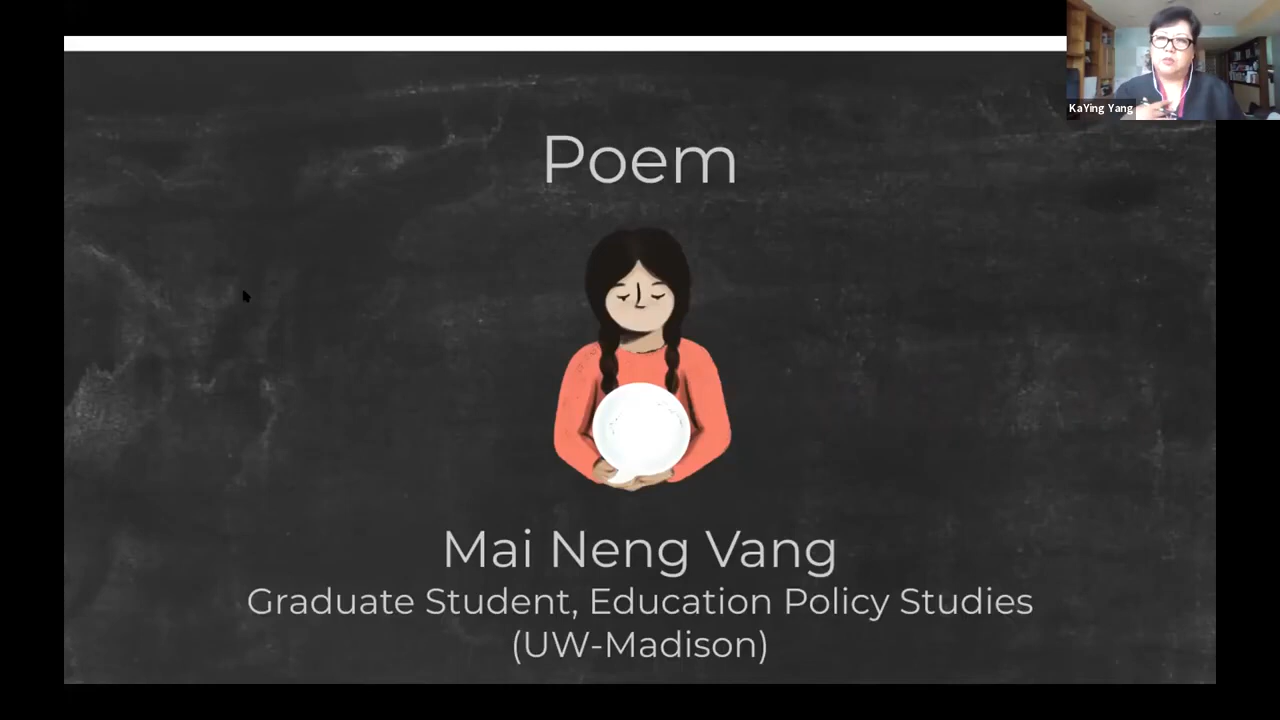 KaYing Yang
Poem
Mai Neng Vang
Graduate Student, Education Policy Studies
(UW-Madison)